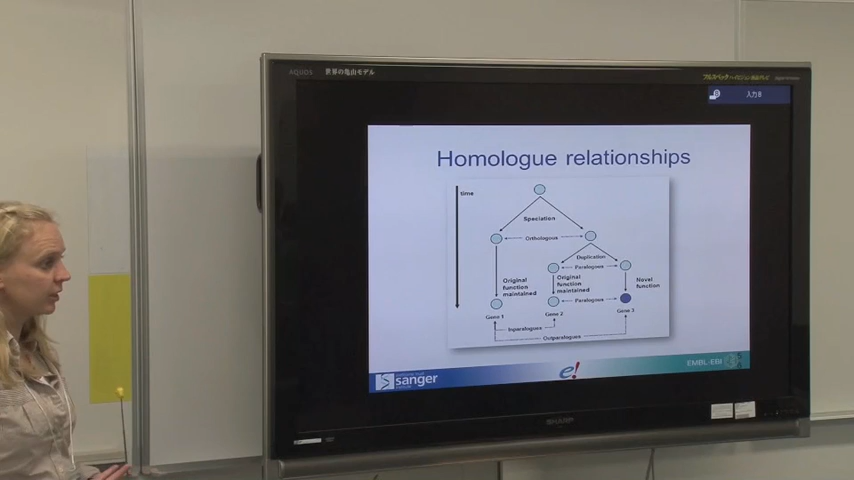 AQUOS 世界の亀山モデル
入力8
Homologue relationships
time
Speciation
Orthologous
Duplication
Paralogous
Original
function
maintained
Original
function
maintained
Novel
function
Paralogous
Gene 1
Gene 2
Gene 3
Inparalogues
Outparalogues
sanger
e!
EMBL-EBI
SHARP